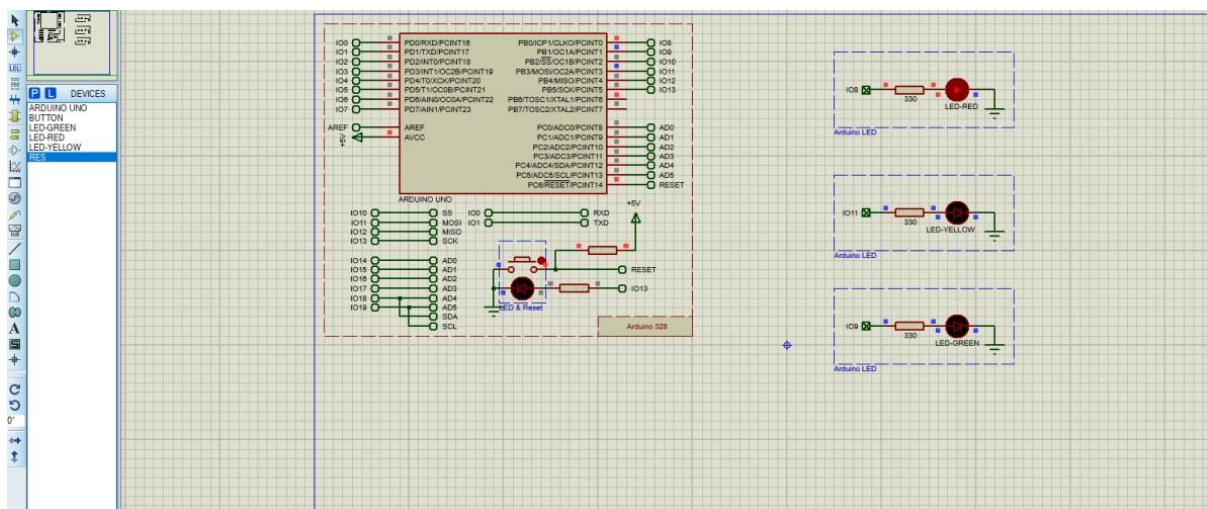 P L DEVICES
ARDUINO UNO
BUTTON
LED-GREEN
LED-RED
LED-YELLOW
RES
0°
IO0 PD0/RXD/PCINT16 PB0/ICP1/CLKO/PCINT0 IO8
IO1 PD1/TXD/PCINT17 PB1/OC1A/PCINT1 IO9
IO2 PD2/INT0/PCINT18 PB2/SS/OC1B/PCINT2 IO10
IO3 PD3/INT1/OC2B/PCINT19 PB3/MOSI/OC2A/PCINT3 IO11
IO4 PD4/T0/XCK/PCINT20 PB4/MISO/PCINT4 IO12
IO5 PD5/T1/OC0B/PCINT21 PB5/SCK/PCINT5 IO13
IO6 PD6/AIN0/OC0A/PCINT22 PB6/TOSC1/XTAL1/PCINT6
IO7 PD7/AIN1/PCINT23 PB7/TOSC2/XTAL2/PCINT7
AREF AREF PC0/ADC0/PCINT8 AD0
+5V AVCC PC1/ADC1/PCINT9 AD1
PC2/ADC2/PCINT10 AD2
PC3/ADC3/PCINT11 AD3
PC4/ADC4/SDA/PCINT12 AD4
PC5/ADC5/SCL/PCINT13 AD5
PC6/RESET/PCINT14 RESET
ARDUINO UNO
+5V
IO10 SS IO0 RXD
IO11 MOSI IO1 TXD
IO12 MISO
IO13 SCK
IO14 AD0
IO15 AD1
IO16 AD2
IO17 AD3
IO18 AD4
IO19 AD5
SDA
SCL
RESET
IO13
LED & Reset
Arduino 328
IO8
330
LED-RED
Arduino LED
IO11
330
LED-YELLOW
Arduino LED
IO9
330
LED-GREEN
Arduino LED